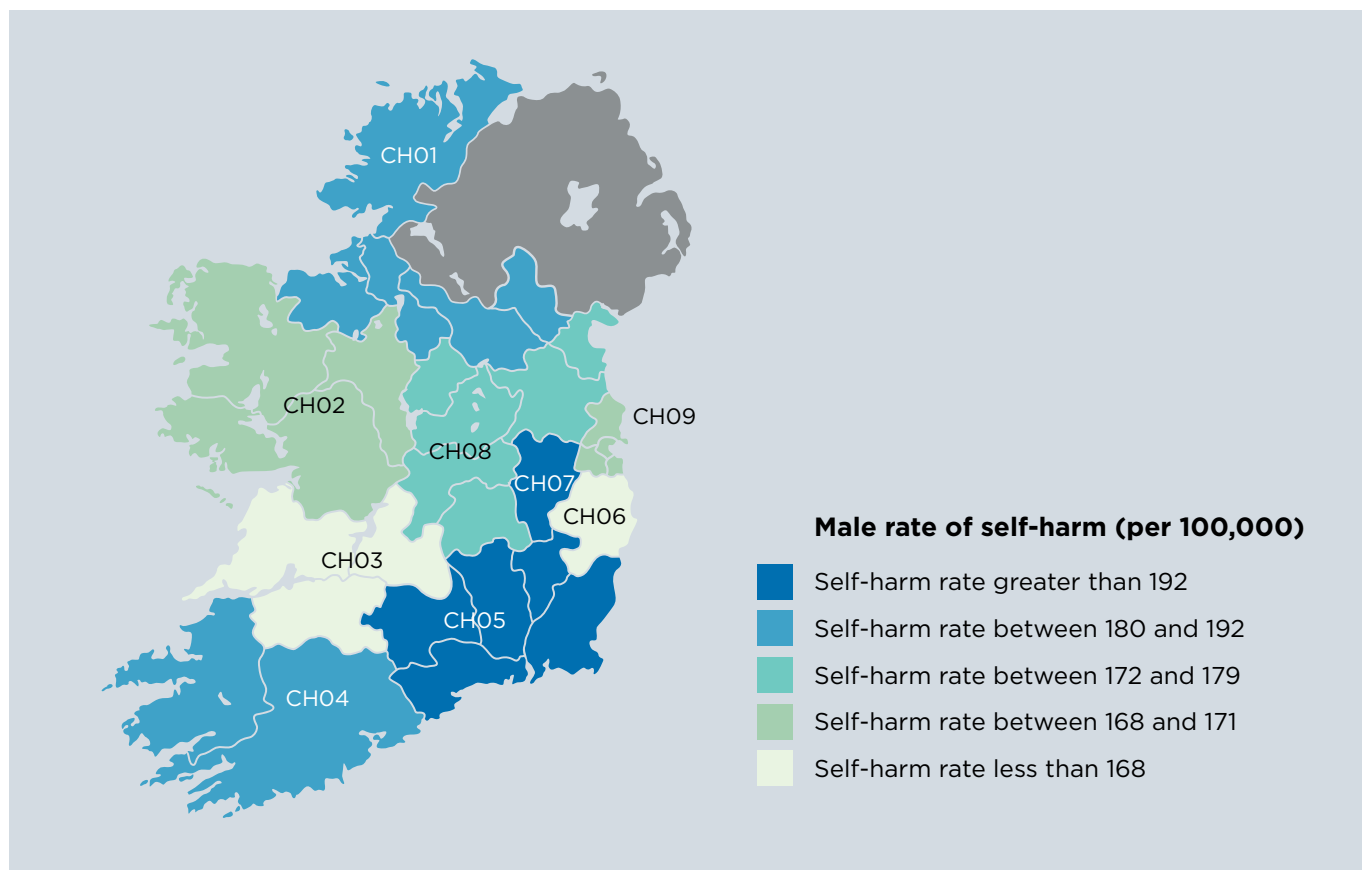 CH01
CH02
CH09
CH08
CH07
CH06
CH03
CH05
CH04
Male rate of self-harm (per 100,000)
Self-harm rate greater than 192
Self-harm rate between 180 and 192
Self-harm rate between 172 and 179
Self-harm rate between 168 and 171
Self-harm rate less than 168